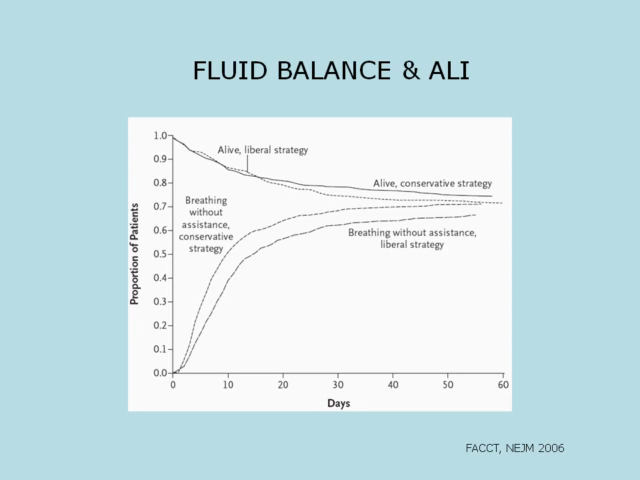 FLUID BALANCE & ALI
Proportion of Patients
1.0
0.9
0.8
0.7
0.6
0.5
0.4
0.3
0.2
0.1
0.0
Alive, liberal strategy
Alive, conservative strategy
Breathing
without
assistance,
conservative
strategy
Breathing without assistance,
liberal strategy
0 10 20 30 40 50 60
Days
FACCT, NEJM 2006